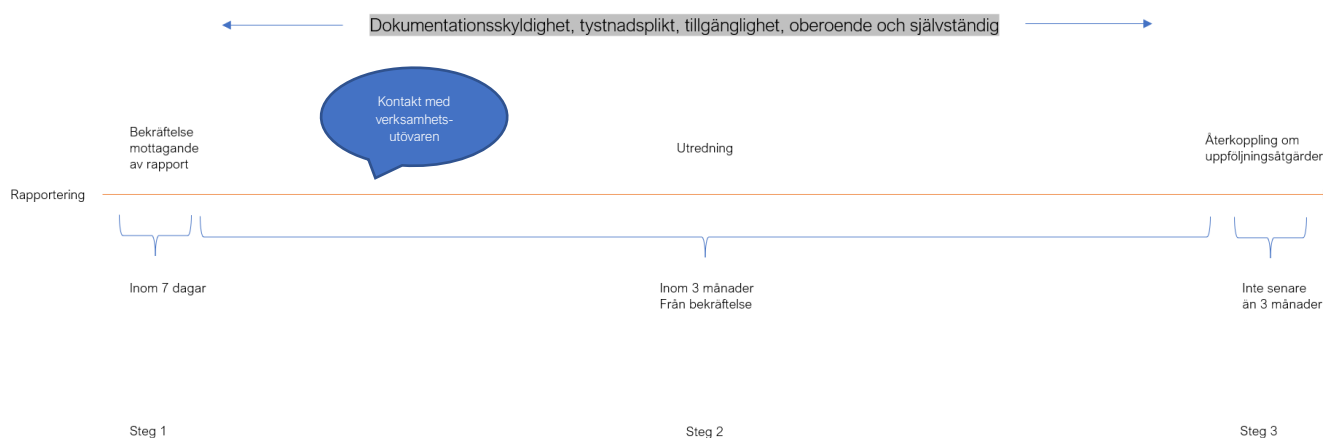 Dokumentationsskyldighet, tystnadsplikt, tillgänglighet, oberoende och självständig
Kontakt med
verksamhets-
utövaren
Bekräftelse
mottagande
av rapport
Utredning
Återkoppling om
uppföljningsåtgärder
Rapportering
Inom 7 dagar
Inom 3 månader
Från bekräftelse
Inte senare
än 3 månader
Steg 1
Steg 2
Steg 3